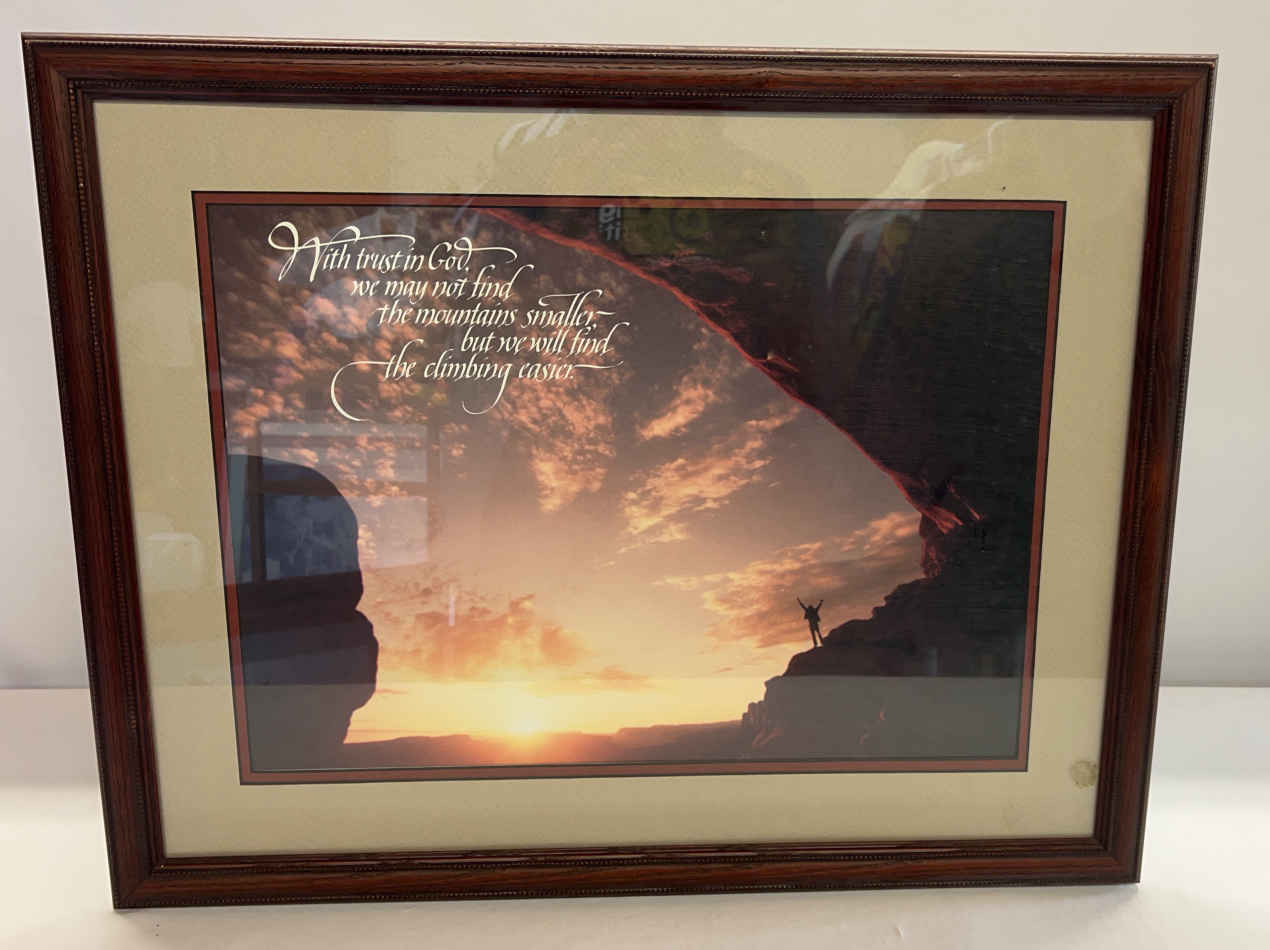 With trust in God,
we may not find
the mountains smaller,
but we will find
the climbing easier.